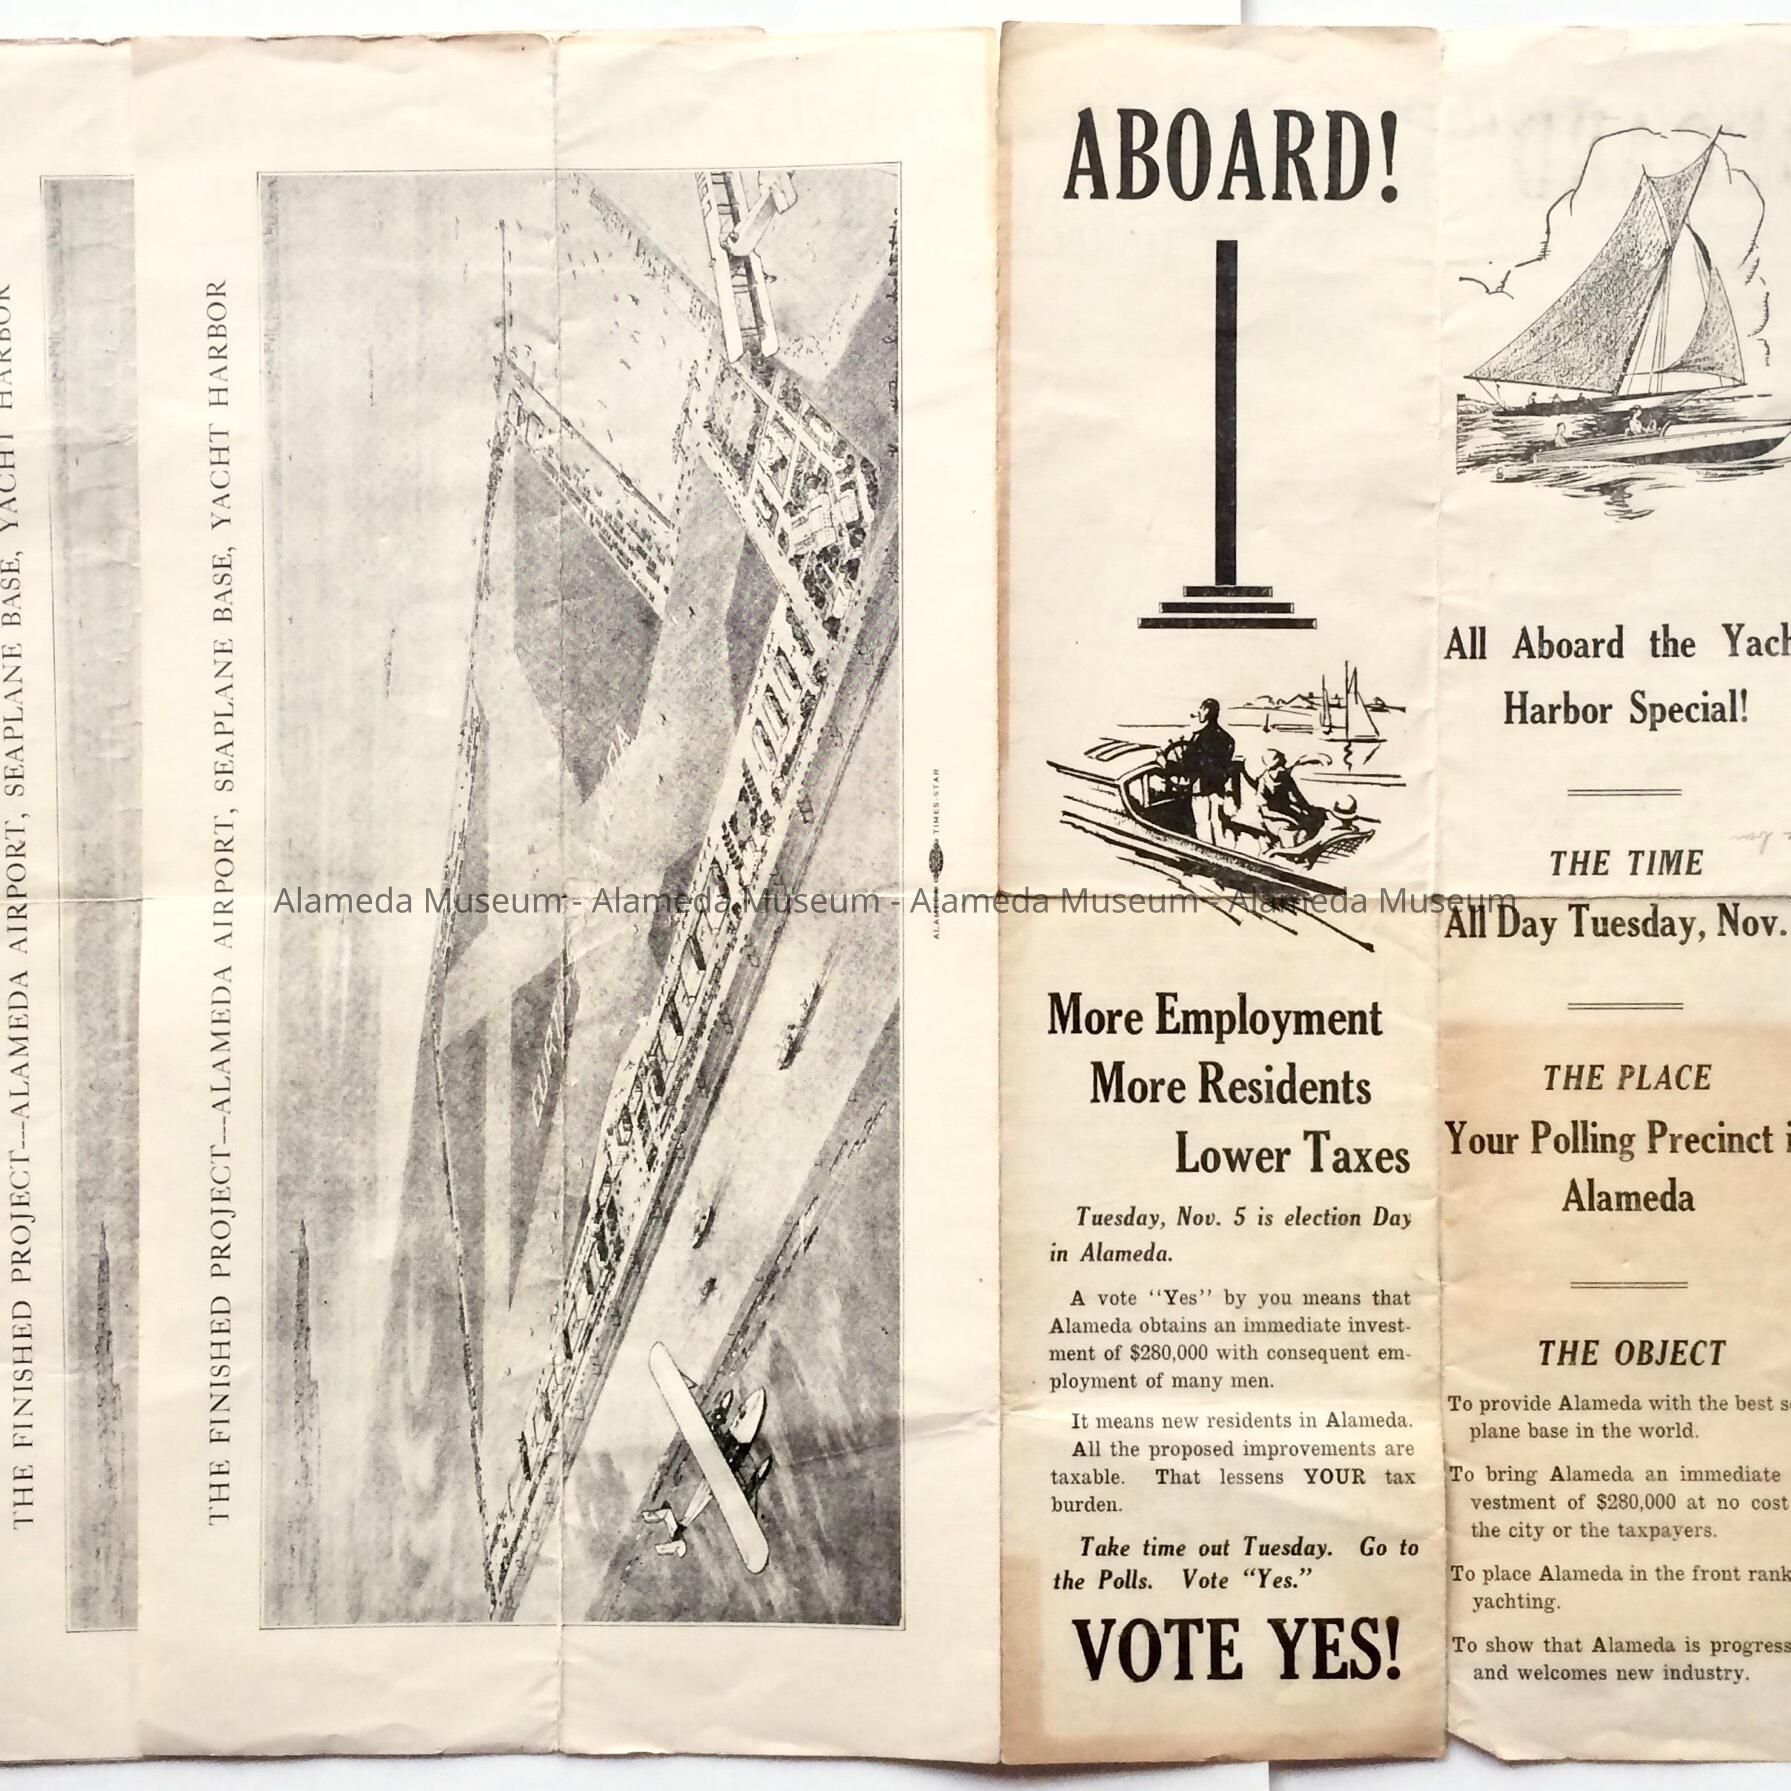 THE FINISHED PROJECT---ALAMEDA AIRPORT, SEAPLANE BASE, YACHT HARBOR
THE FINISHED PROJECT---ALAMEDA AIRPORT, SEAPLANE BASE, YACHT HARBOR
ALAMEDA TIMES-STAR
ABOARD!
More Employment
More Residents
Lower Taxes
Tuesday, Nov. 5 is election Day
in Alameda.
A vote "Yes" by you means that
Alameda obtains an immediate invest-
ment of $280,000 with consequent em-
ployment of many men.
It means new residents in Alameda.
All the proposed improvements are
taxable. That lessens YOUR tax
burden.
Take time out Tuesday. Go to
the Polls. Vote "Yes."
VOTE YES!
All Aboard the Yach
Harbor Special!
THE TIME
All Day Tuesday, Nov.
THE PLACE
Your Polling Precinct i
Alameda
THE OBJECT
To provide Alameda with the best s
plane base in the world.
To bring Alameda an immediate
vestment of $280,000 at no cost
the city or the taxpayers.
To place Alameda in the front rank
yachting.
To show that Alameda is progress
and welcomes new industry.
Alameda Museum - Alameda Museum - Alameda Museum - Alameda Museum